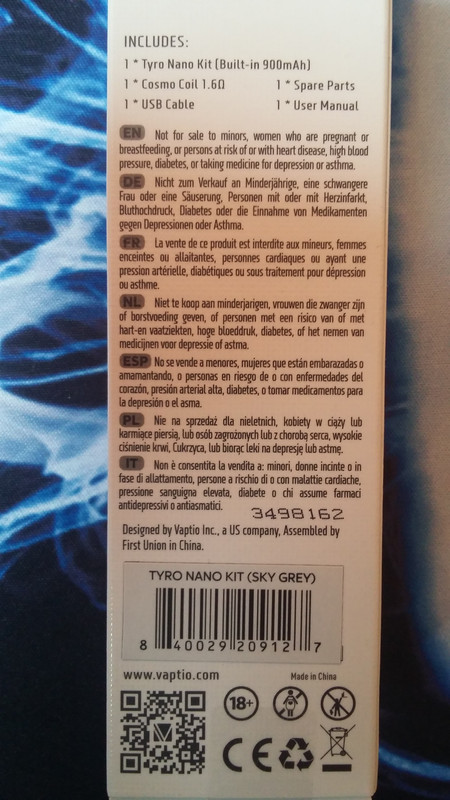 INCLUDES:
1 * Tyro Nano Kit (Built-in 900mAh)
1 * Cosmo Coil 1.6Ω 1 * Spare Parts
1 * USB Cable 1 * User Manual
EN Not for sale to minors, women who are pregnant or
breastfeeding, or persons at risk of or with heart disease, high blood
pressure, diabetes, or taking medicine for depression or asthma.
DE Nicht zum Verkauf an Minderjährige, eine schwangere
Frau oder eine Säuserung, Personen mit oder mit Herzinfarkt,
Bluthochdruck, Diabetes oder die Einnahme von Medikamenten
gegen Depressionen oder Asthma.
FR La vente de ce produit est interdite aux mineurs, femmes
enceintes ou allaitantes, personnes cardiaques ou ayant une
pression artérielle, diabétiques ou sous traitement pour dépression
ou asthme.
NL Niet te koop aan minderjarigen, vrouwen die zwanger zijn
of borstvoeding geven, of personen met een risico van of met
hart-en vaatziekten, hoge bloeddruk, diabetes, of het nemen van
medicijnen voor depressie of astma.
ESP No se vende a menores, mujeres que están embarazadas o
amamantando, o personas en riesgo de o con enfermedades del
corazón, presión arterial alta, diabetes, o tomar medicamentos para
la depresión o el asma.
PL Nie na sprzedaż dla nieletnich, kobiety w ciąży lub
karmiące piersią, lub osób zagrożonych lub z chorobą serca, wysokie
ciśnienie krwi, Cukrzyca, lub biorąc leki na depresję lub astmę.
IT Non è consentita la vendita a: minori, donne incinte o in
fase di allattamento, persone a rischio di o con malattie cardiache,
pressione sanguigna elevata, diabete o chi assume farmaci
antidepressivi o antiasmatici.
3498162
Designed by Vaptio Inc., a US company, Assembled by
First Union in China.
TYRO NANO KIT (SKY GREY)
8 40029 20912 7
www.vaptio.com Made in China
18+
CE